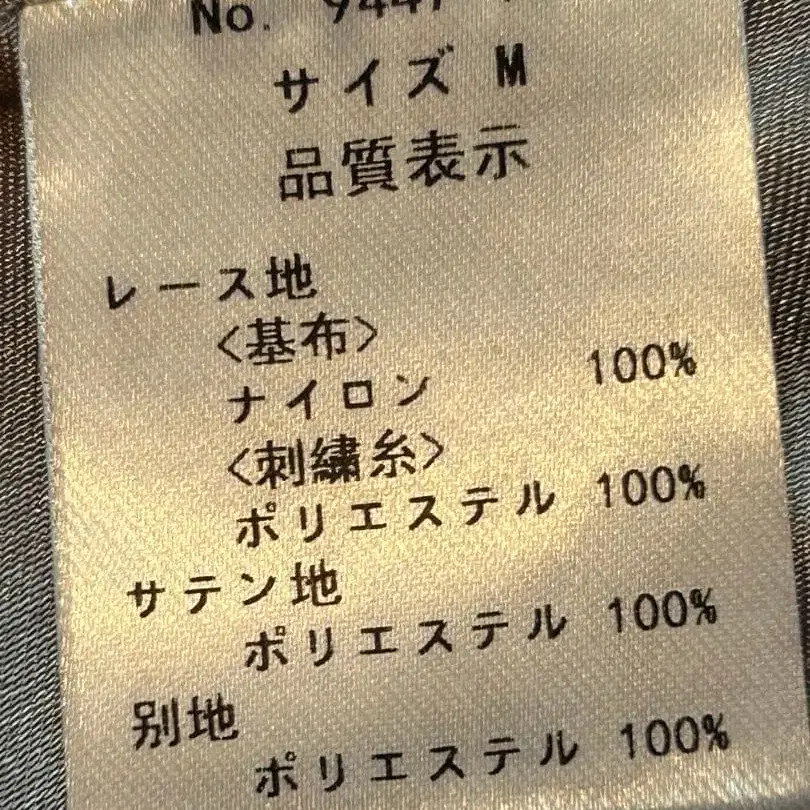 No. 9447
サイズ M
品質表示
レース地
<基布>
ナイロン 100%
<刺繍糸>
ポリエステル 100%
サテン地
ポリエステル 100%
別地
ポリエステル 100%